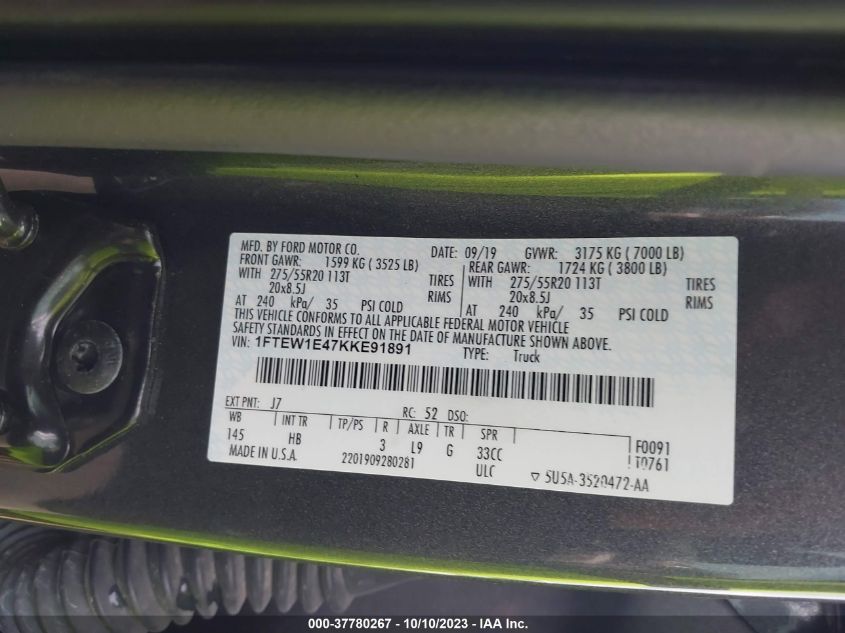 MFD. BY FORD MOTOR CO. DATE: 09/19 GVWR: 3175 KG ( 7000 LB)
FRONT GAWR: 1599 KG ( 3525 LB) REAR GAWR: 1724 KG ( 3800 LB)
WITH 275/55R20 113T TIRES WITH 275/55R20 113T TIRES
20x8.5J RIMS 20x8.5J RIMS
AT 240 kPa/ 35 PSI COLD AT 240 kPa/ 35 PSI COLD
THIS VEHICLE CONFORMS TO ALL APPLICABLE FEDERAL MOTOR VEHICLE
SAFETY STANDARDS IN EFFECT ON THE DATE OF MANUFACTURE SHOWN ABOVE.
VIN: 1FTEW1E47KKE91891 TYPE: Truck
EXT PNT: J7 RC: 52 DSO:
WB INT TR TP/PS R AXLE TR SPR F0091
145 HB 3 L9 G 33CC IT0761
MADE IN U.S.A. 2201909280281 ULC ▽ 5U5A-3520472-AA
000-37780267 - 10/10/2023 - IAA Inc.